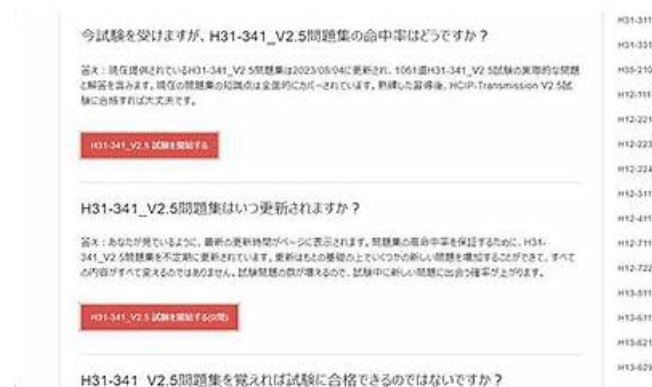 今試験を受けますが、H31-341_V2.5問題集の命中率はどうですか？
答え：現在提供されているH31-341_V2.5問題集は2023/08/04に更新され、1061道H31-341_V2.5試験の実際的な問題
と解答を含みます。現在の問題集の知識点は全面的にカバーされています。熟練した習得後、HCIP-Transmission V2.5試
験に合格すれば大丈夫です。
H31-341_V2.5 試験を開始する
H31-341_V2.5問題集はいつ更新されますか？
答え：あなたが見ているように、最新の更新時間がページに表示されます。問題集の高命中率を保証するために、H31-
341_V2.5問題集を不定期に更新されています。更新はもとの基礎の上でいくつかの新しい問題を増加することができて、すべて
の内容がすべて変えるのではありません。試験問題の数が増えるので、試験中に新しい問題に出会う確率が上がります。
H31-341_V2.5 試験を開始する
H31-341_V2.5問題集を覚えれば試験に合格できるのではないですか？
H31-311
H31-331
H35-210
H12-111
H12-221
H12-223
H12-224
H12-311
H12-411
H12-711
H12-722
H13-511
H13-611
H13-621
H13-629